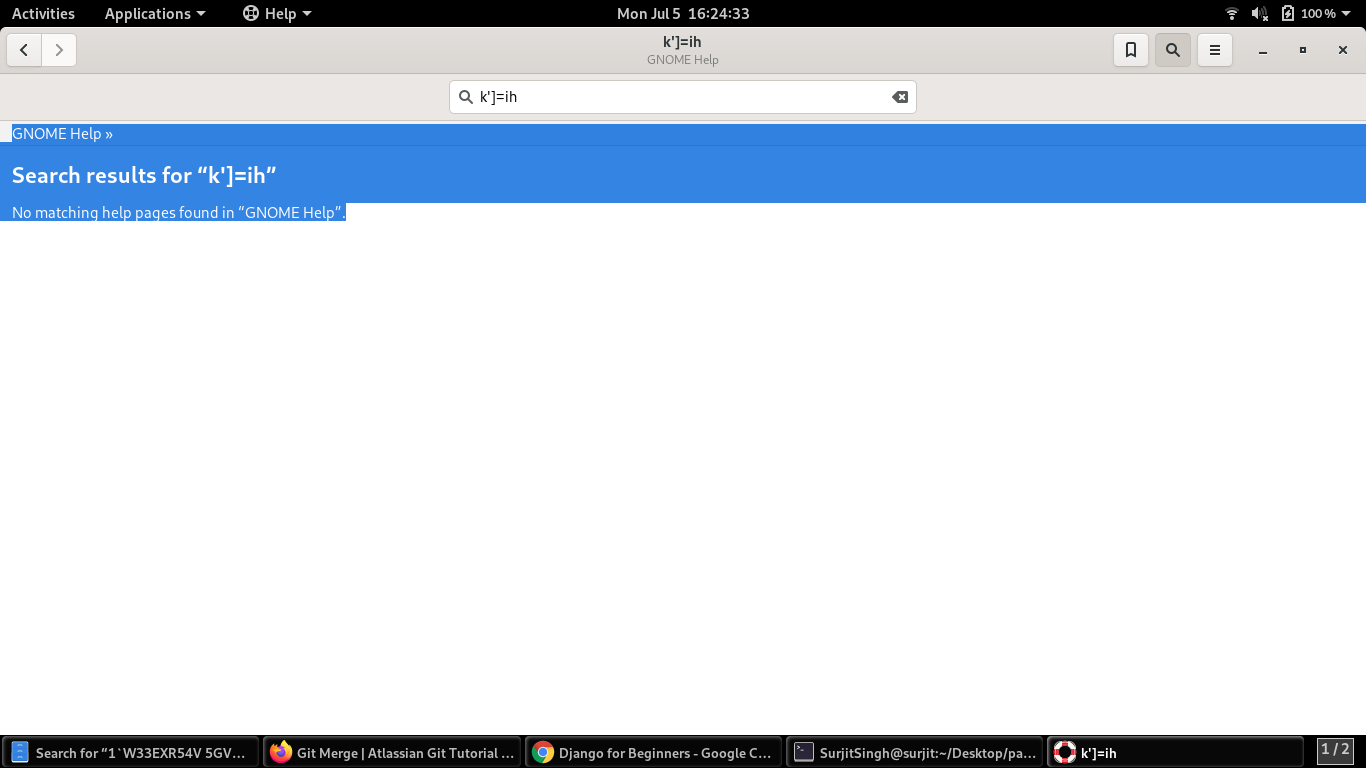 Activities Applications Help Mon Jul 5 16:24:33 100 %
k']=ih
GNOME Help
k']=ih
GNOME Help »
Search results for “k']=ih”
No matching help pages found in “GNOME Help”.
Search for “1`W33EXR54V 5GV... Git Merge | Atlassian Git Tutorial ... Django for Beginners - Google C... SurjitSingh@surjit:~/Desktop/pa... k']=ih 1 / 2